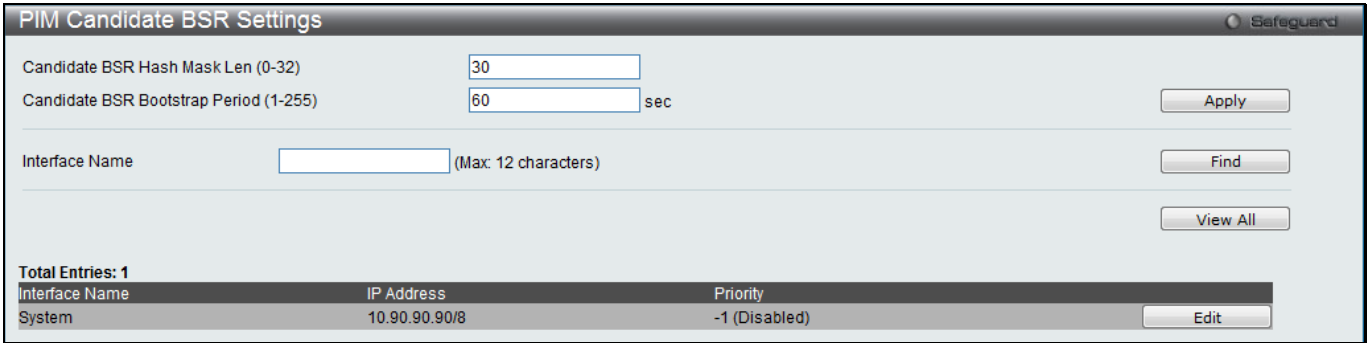 PIM Candidate BSR Settings Safeguard
Candidate BSR Hash Mask Len (0-32) 30
Candidate BSR Bootstrap Period (1-255) 60 sec Apply
Interface Name (Max: 12 characters) Find
View All
Total Entries: 1
Interface Name IP Address Priority
System 10.90.90.90/8 -1 (Disabled) Edit